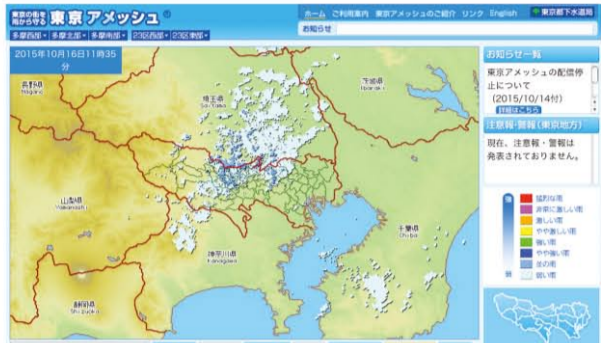 東京の街を
雨から守る
東京アメッシュ
ホーム ご利用案内 東京アメッシュのご紹介 リンク English
東京都下水道局
多摩西部 多摩北部 多摩南部 23区西部 23区東部
お知らせ
2015年10月16日11時35
分
お知らせ一覧
東京アメッシュの配信停
止について
(2015/10/14付)
詳細はこちら
注意報・警報(東京地方)
現在、注意報・警報は
発表されておりません。
長野県
Nagano
埼玉県
Saitama
茨城県
Ibaraki
山梨県
Yamanashi
神奈川県
Kanagawa
千葉県
Chiba
静岡県
Shizuoka
強
猛烈な雨
非常に激しい雨
激しい雨
やや激しい雨
強い雨
やや強い雨
並の雨
弱い雨
弱